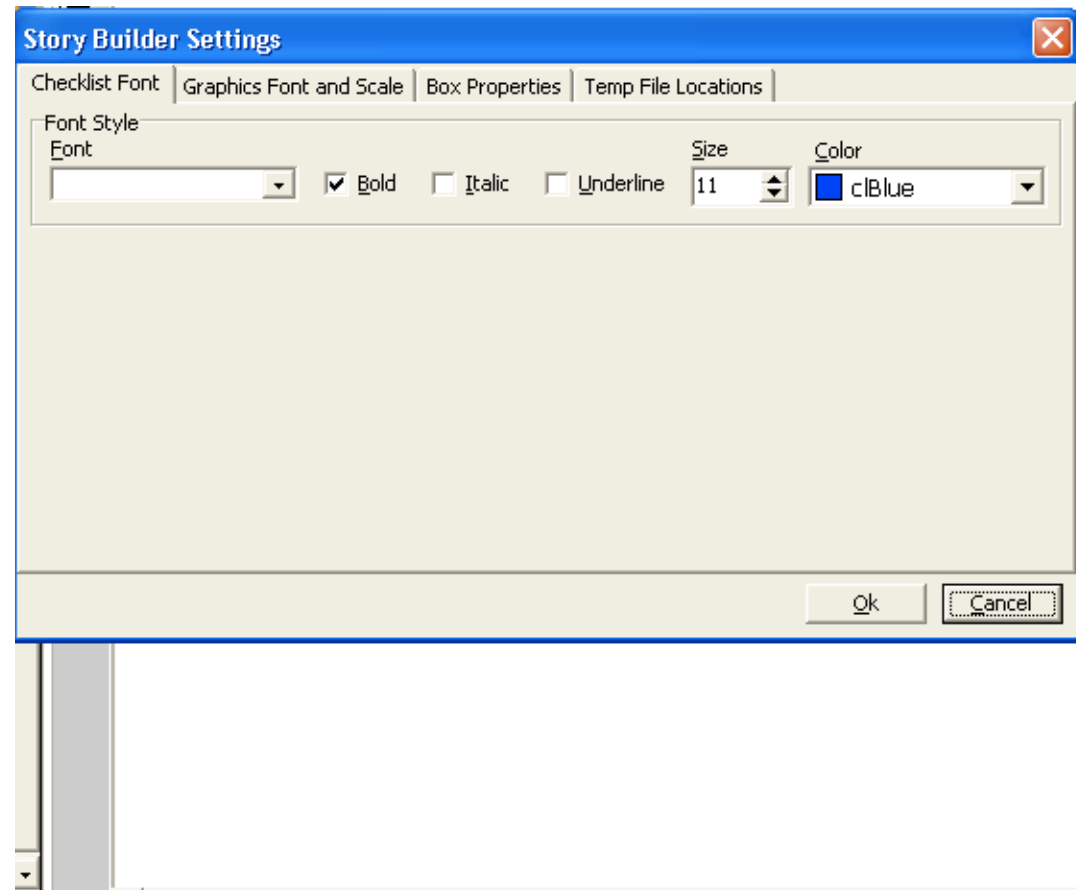 Story Builder Settings
Checklist Font Graphics Font and Scale Box Properties Temp File Locations
Font Style
Font Size Color
Bold Italic Underline 11 clBlue
Ok Cancel